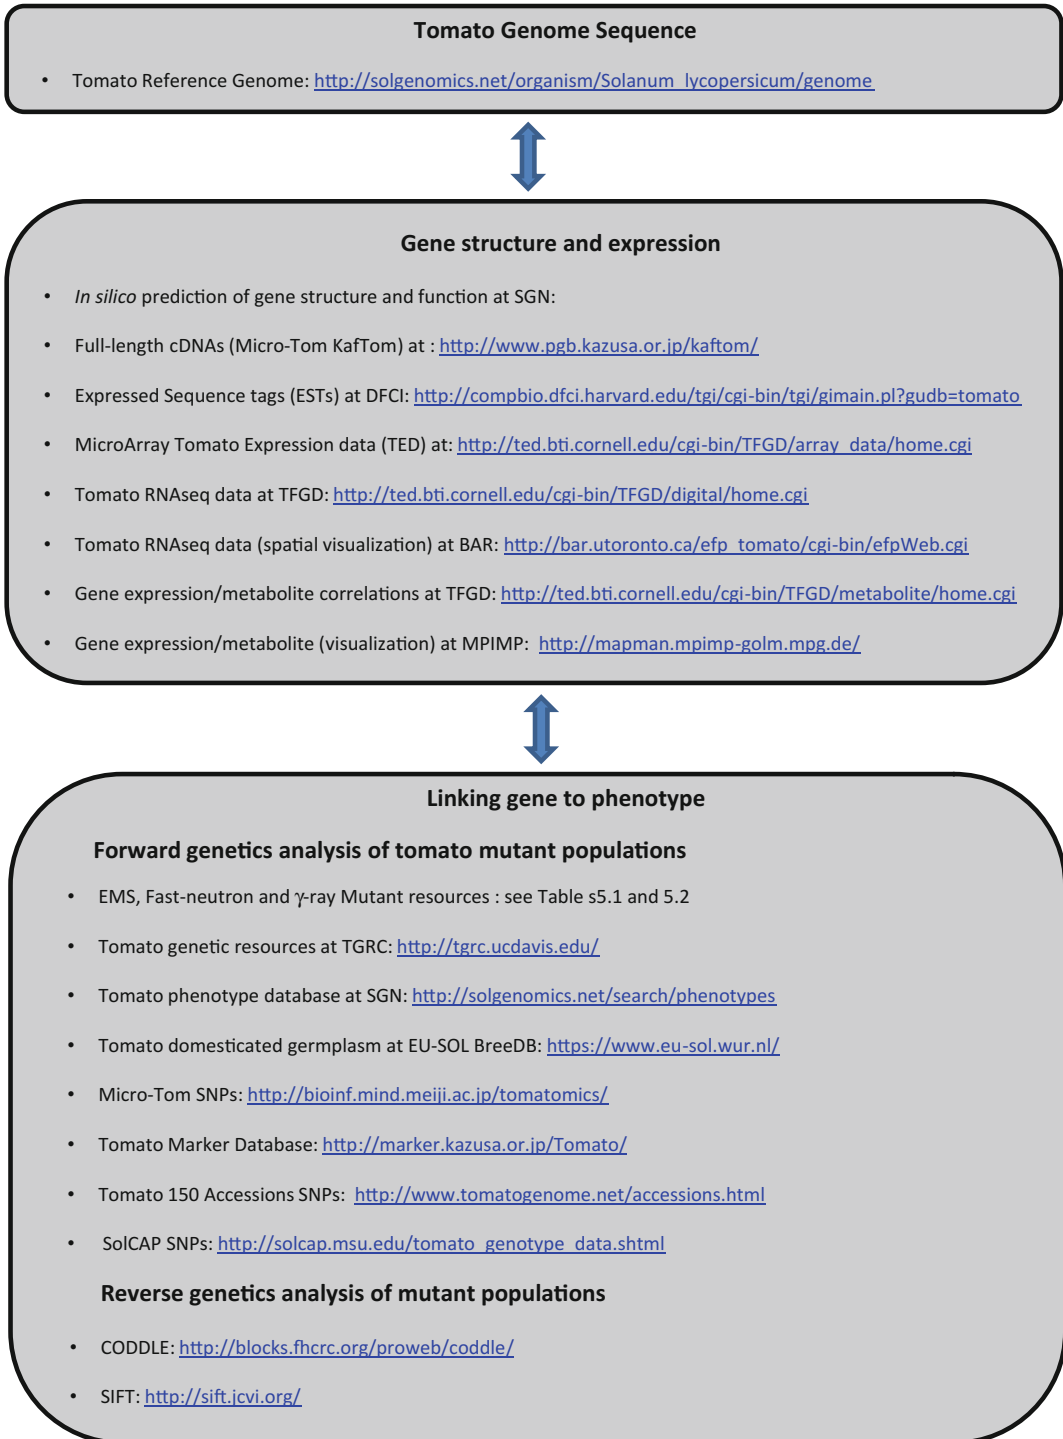 Tomato Genome Sequence
• Tomato Reference Genome: http://solgenomics.net/organism/Solanum_lycopersicum/genome
Gene structure and expression
• In silico prediction of gene structure and function at SGN:
• Full-length cDNAs (Micro-Tom KafTom) at : http://www.pgb.kazusa.or.jp/kaftom/
• Expressed Sequence tags (ESTs) at DFCI: http://compbio.dfci.harvard.edu/tgi/cgi-bin/tgi/gimain.pl?gudb=tomato
• MicroArray Tomato Expression data (TED) at: http://ted.bti.cornell.edu/cgi-bin/TFGD/array_data/home.cgi
• Tomato RNAseq data at TFGD: http://ted.bti.cornell.edu/cgi-bin/TFGD/digital/home.cgi
• Tomato RNAseq data (spatial visualization) at BAR: http://bar.utoronto.ca/efp_tomato/cgi-bin/efpWeb.cgi
• Gene expression/metabolite correlations at TFGD: http://ted.bti.cornell.edu/cgi-bin/TFGD/metabolite/home.cgi
• Gene expression/metabolite (visualization) at MPIMP: http://mapman.mpimp-golm.mpg.de/
Linking gene to phenotype
Forward genetics analysis of tomato mutant populations
• EMS, Fast-neutron and γ-ray Mutant resources : see Table s5.1 and 5.2
• Tomato genetic resources at TGRC: http://tgrc.ucdavis.edu/
• Tomato phenotype database at SGN: http://solgenomics.net/search/phenotypes
• Tomato domesticated germplasm at EU-SOL BreeDB: https://www.eu-sol.wur.nl/
• Micro-Tom SNPs: http://bioinf.mind.meiji.ac.jp/tomatomics/
• Tomato Marker Database: http://marker.kazusa.or.jp/Tomato/
• Tomato 150 Accessions SNPs: http://www.tomatogenome.net/accessions.html
• SolCAP SNPs: http://solcap.msu.edu/tomato_genotype_data.shtml
Reverse genetics analysis of mutant populations
• CODDLE: http://blocks.fhcrc.org/proweb/coddle/
• SIFT: http://sift.jcvi.org/